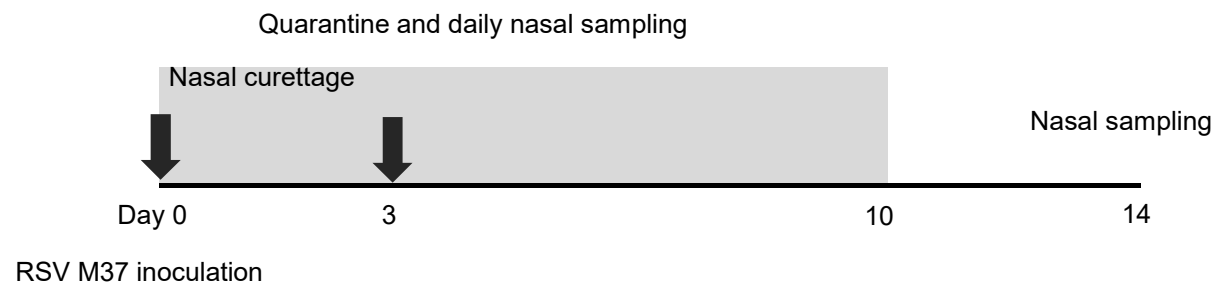 Quarantine and daily nasal sampling
Nasal curettage
Nasal sampling
Day 0
3
10
14
RSV M37 inoculation